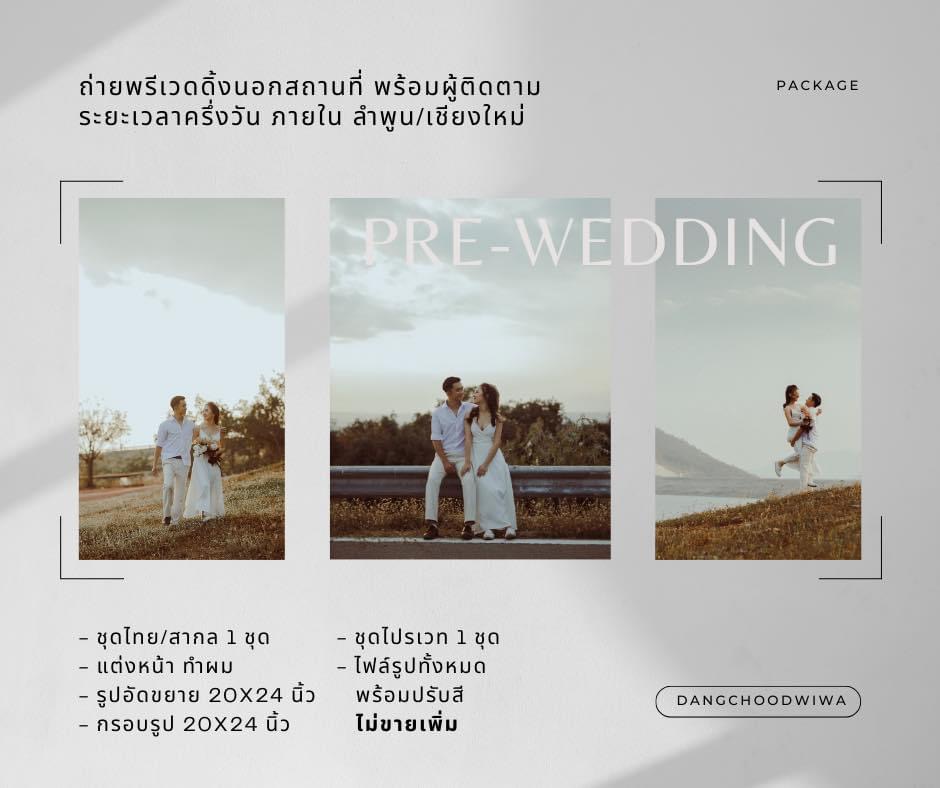 ถ่ายพรีเวดดิ้งนอกสถานที่ พร้อมผู้ติดตาม
ระยะเวลาครึ่งวัน ภายใน ลำพูน/เชียงใหม่
PACKAGE
PRE-WEDDING
– ชุดไทย/สากล 1 ชุด
– แต่งหน้า ทำผม
– รูปอัดขยาย 20X24 นิ้ว
– กรอบรูป 20X24 นิ้ว
– ชุดไปรเวท 1 ชุด
– ไฟล์รูปทั้งหมด
พร้อมปรับสี
ไม่ขายเพิ่ม
DANGCHOODWIWA